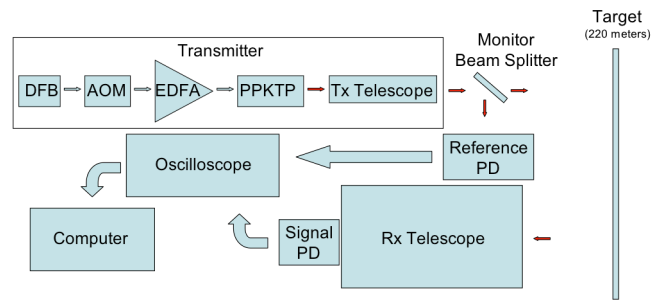 Target
(220 meters)
Transmitter
Monitor
Beam Splitter
DFB
AOM
EDFA
PPKTP
Tx Telescope
Oscilloscope
Reference
PD
Computer
Signal
PD
Rx Telescope